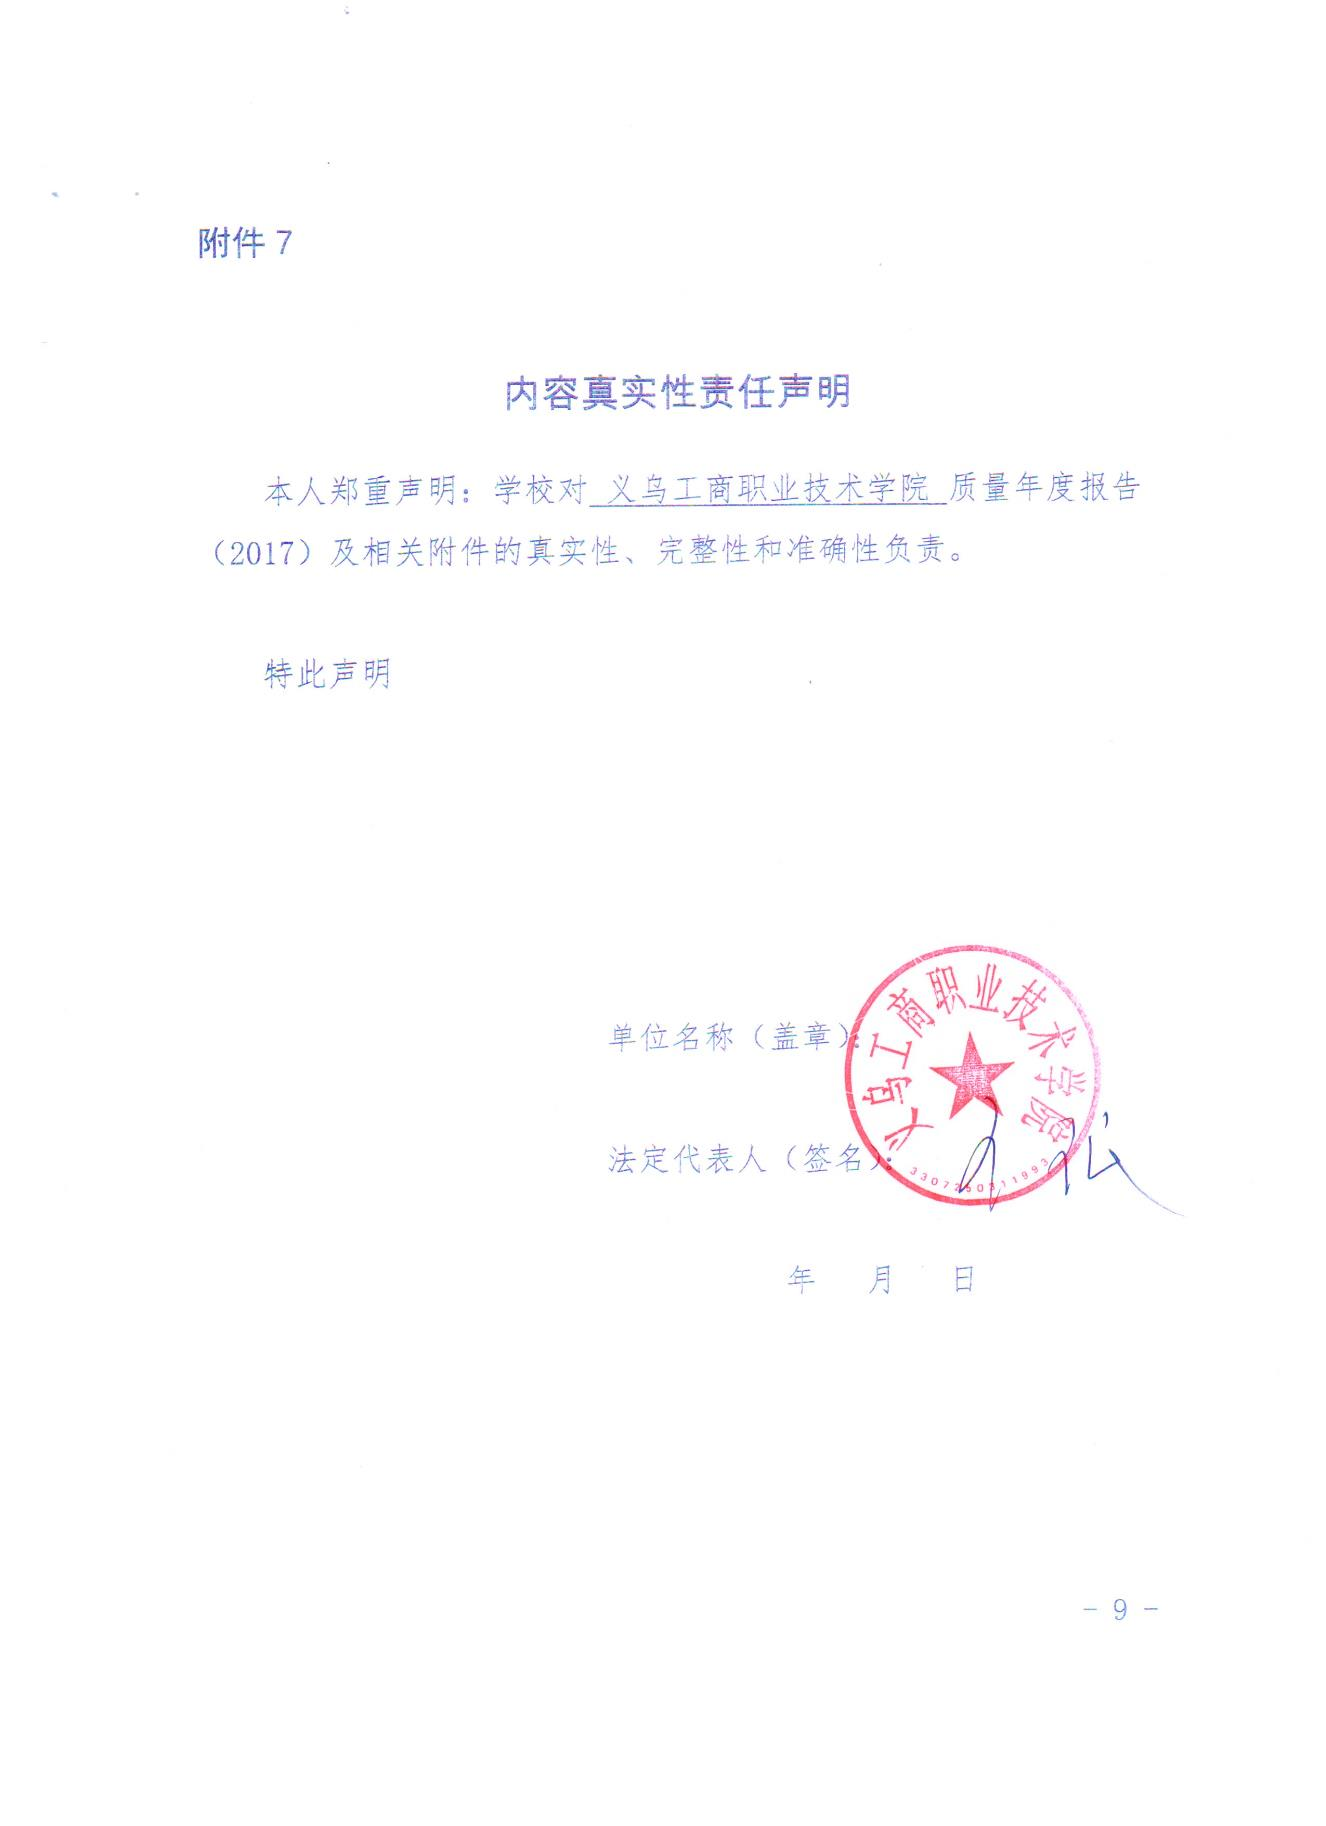 附件 7
内容真实性责任声明
本人郑重声明：学校对 义乌工商职业技术学院 质量年度报告
（2017）及相关附件的真实性、完整性和准确性负责。
特此声明
单位名称（盖章）：
义乌工商职业技术学院
法定代表人（签名）：
3307250311993
年 月 日
- 9 -